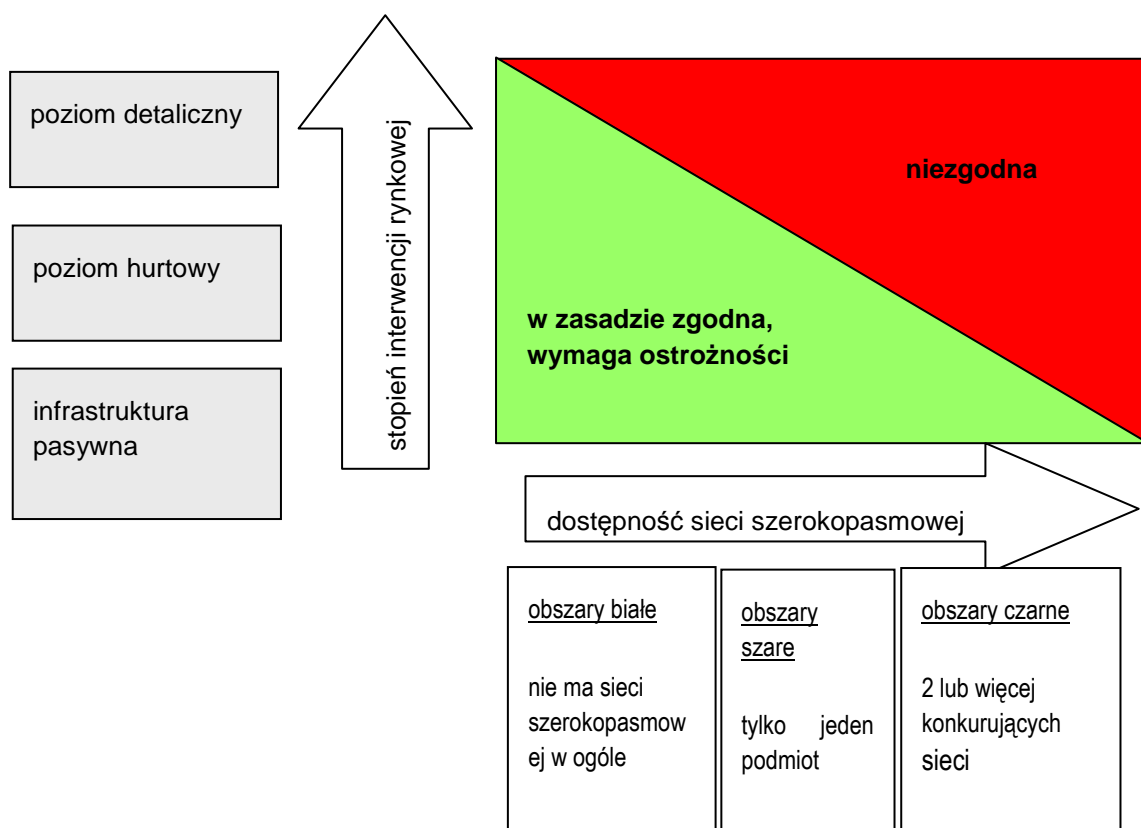 poziom detaliczny
poziom hurtowy
infrastruktura
pasywna
stopień interwencji rynkowej
niezgodna
w zasadzie zgodna,
wymaga ostrożności
dostępność sieci szerokopasmowej
obszary białe
nie ma sieci
szerokopasmow
ej w ogóle
obszary
szare
tylko jeden
podmiot
obszary czarne
2 lub więcej
konkurujących
sieci